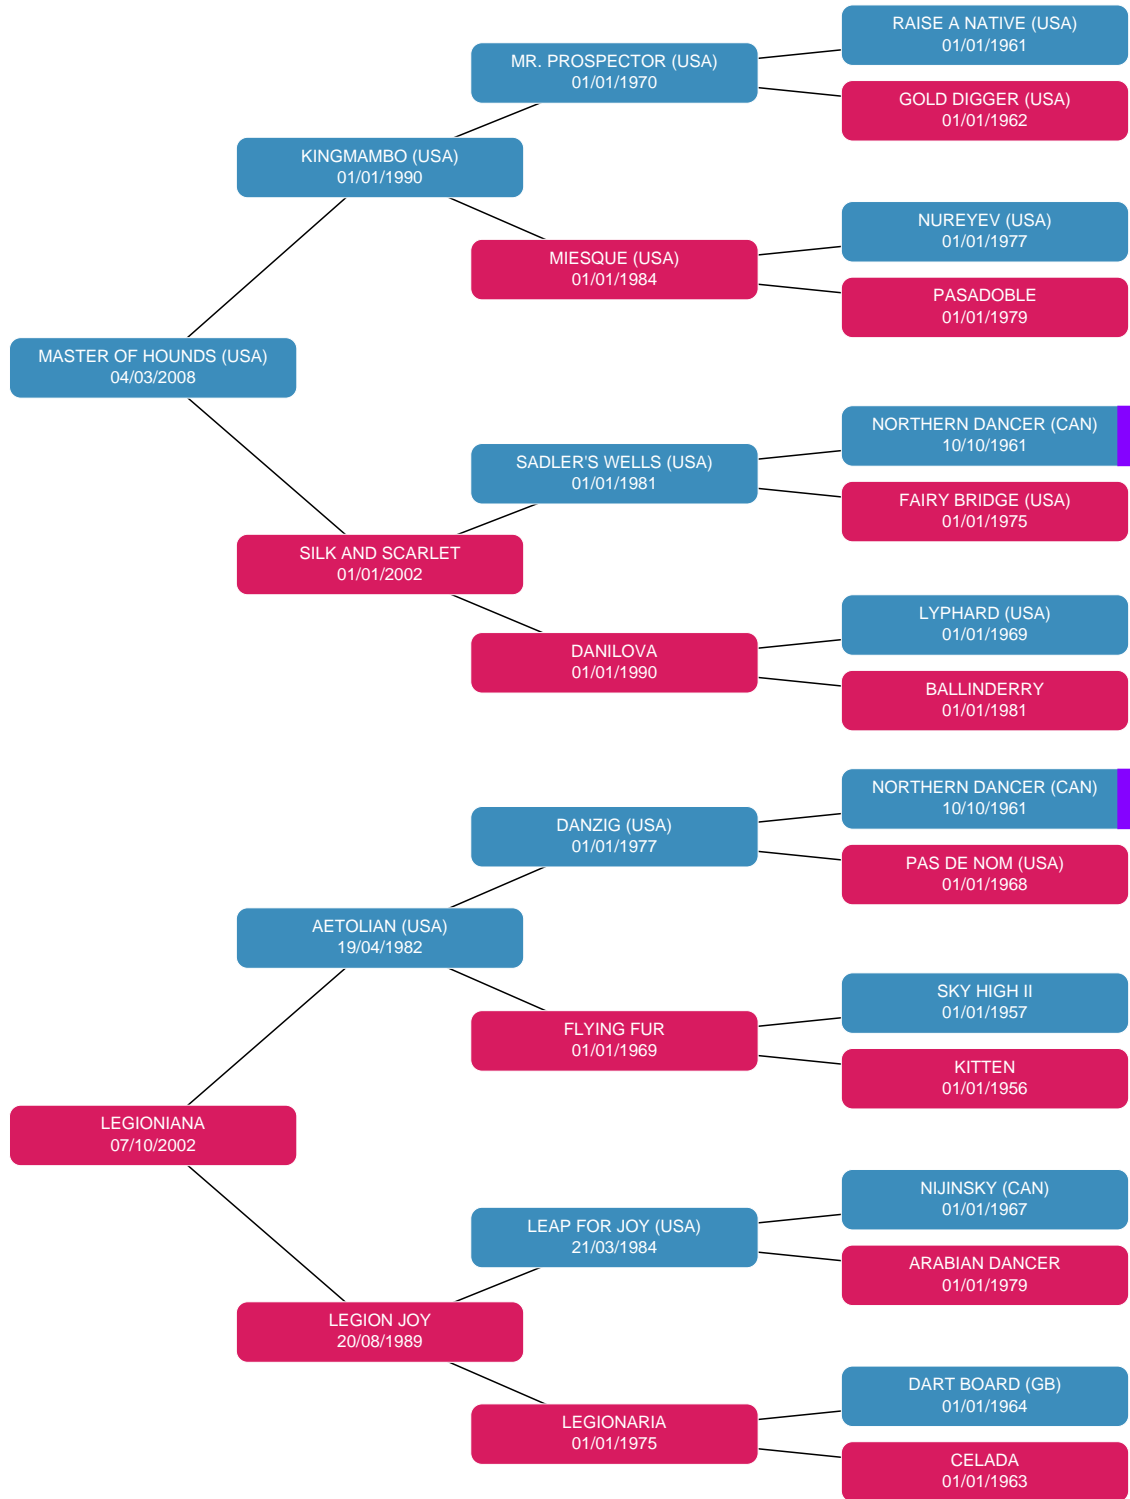 RAISE A NATIVE (USA)
01/01/1961
MR. PROSPECTOR (USA)
01/01/1970
GOLD DIGGER (USA)
01/01/1962
KINGMAMBO (USA)
01/01/1990
NUREYEV (USA)
01/01/1977
MIESQUE (USA)
01/01/1984
PASADOBLE
01/01/1979
MASTER OF HOUNDS (USA)
04/03/2008
NORTHERN DANCER (CAN)
10/10/1961
SADLER'S WELLS (USA)
01/01/1981
FAIRY BRIDGE (USA)
01/01/1975
SILK AND SCARLET
01/01/2002
LYPHARD (USA)
01/01/1969
DANILOVA
01/01/1990
BALLINDERRY
01/01/1981
NORTHERN DANCER (CAN)
10/10/1961
DANZIG (USA)
01/01/1977
PAS DE NOM (USA)
01/01/1968
AETOLIAN (USA)
19/04/1982
SKY HIGH II
01/01/1957
FLYING FUR
01/01/1969
KITTEN
01/01/1956
LEGIONIANA
07/10/2002
NIJINSKY (CAN)
01/01/1967
LEAP FOR JOY (USA)
21/03/1984
ARABIAN DANCER
01/01/1979
LEGION JOY
20/08/1989
DART BOARD (GB)
01/01/1964
LEGIONARIA
01/01/1975
CELADA
01/01/1963